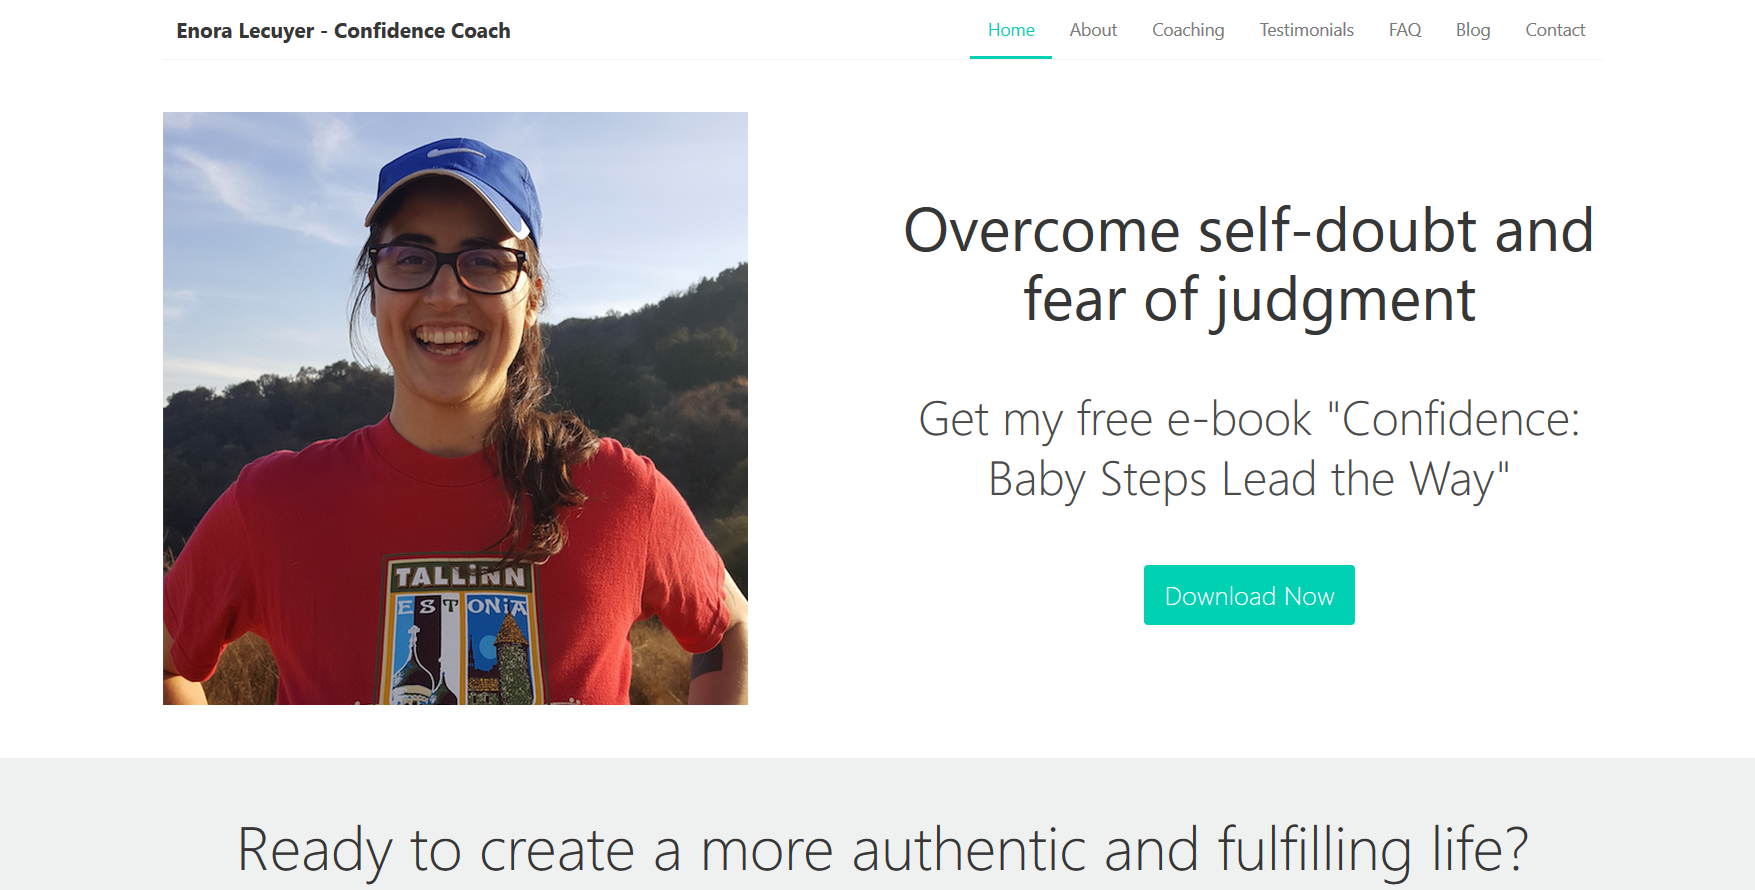 Enora Lecuyer - Confidence Coach
Home About Coaching Testimonials FAQ Blog Contact
TALLiNN
ESTONiA
Overcome self-doubt and
fear of judgment
Get my free e-book "Confidence:
Baby Steps Lead the Way"
Download Now
Ready to create a more authentic and fulfilling life?